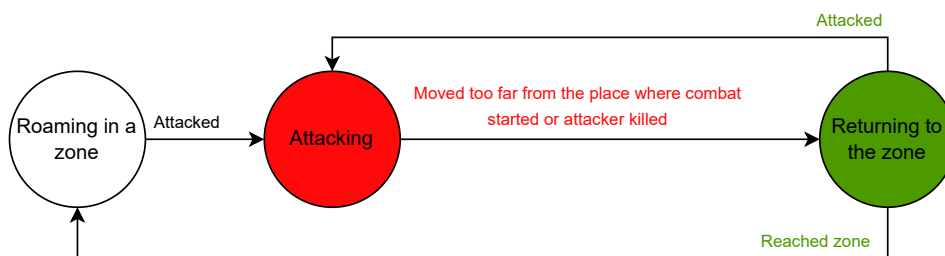 Attacked
Roaming in a
zone
Attacked
Attacking
Moved too far from the place where combat
started or attacker killed
Returning to
the zone
Reached zone